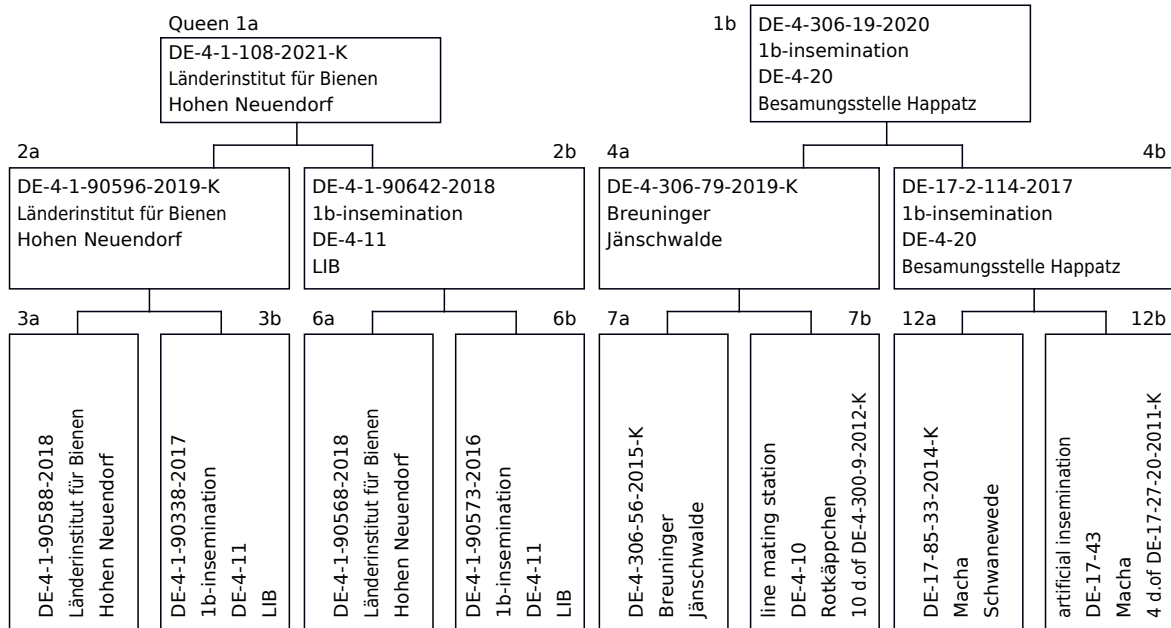 Queen 1a
DE-4-1-108-2021-K
Länderinstitut für Bienen
Hohen Neuendorf
1b
DE-4-306-19-2020
1b-insemination
DE-4-20
Besamungsstelle Happatz
2a
DE-4-1-90596-2019-K
Länderinstitut für Bienen
Hohen Neuendorf
2b
DE-4-1-90642-2018
1b-insemination
DE-4-11
LIB
4a
DE-4-306-79-2019-K
Breuninger
Jänschwalde
4b
DE-17-2-114-2017
1b-insemination
DE-4-20
Besamungsstelle Happatz
3a
DE-4-1-90588-2018
Länderinstitut für Bienen
Hohen Neuendorf
3b
DE-4-1-90338-2017
1b-insemination
DE-4-11
LIB
6a
DE-4-1-90568-2018
Länderinstitut für Bienen
Hohen Neuendorf
6b
DE-4-1-90573-2016
1b-insemination
DE-4-11
LIB
7a
DE-4-306-56-2015-K
Breuninger
Jänschwalde
7b
line mating station
DE-4-10
Rotkäppchen
10 d.of DE-4-300-9-2012-K
12a
DE-17-85-33-2014-K
Macha
Schwanewede
12b
artificial insemination
DE-17-43
Macha
4 d.of DE-17-27-20-2011-K